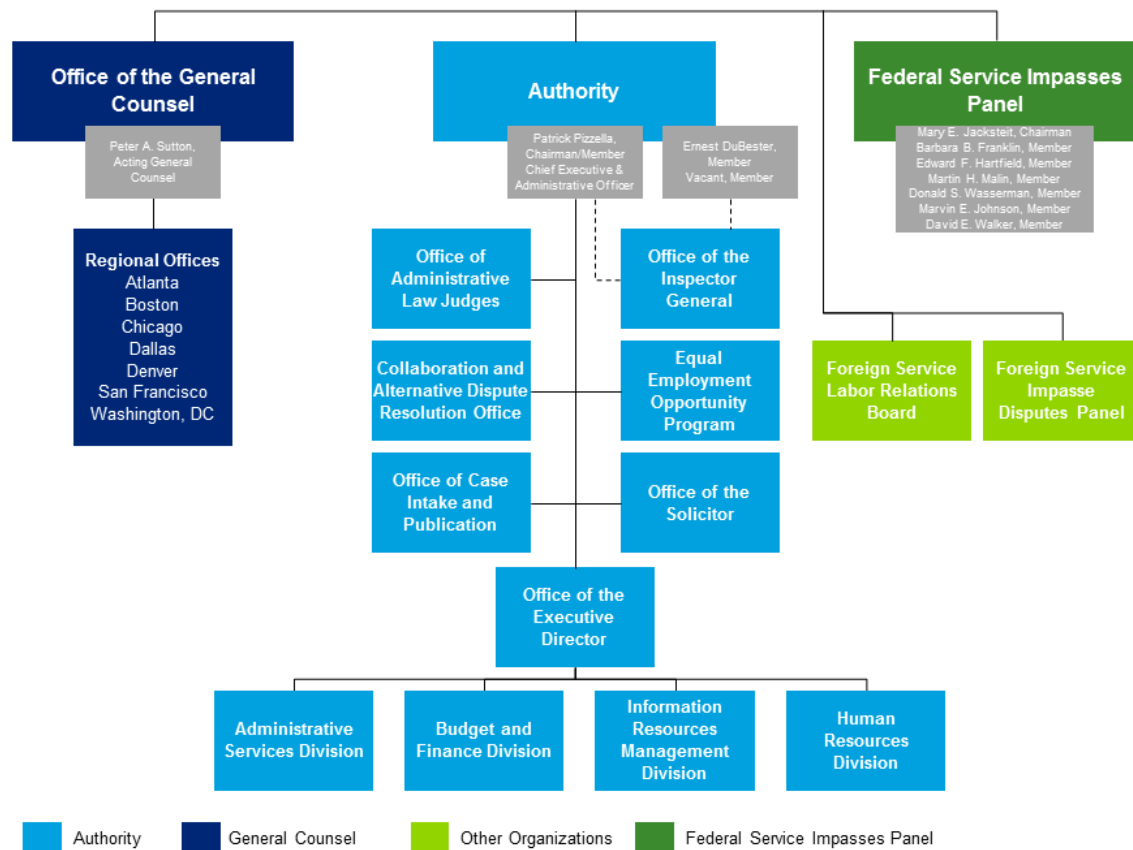 Office of the General
Counsel
Peter A. Sutton,
Acting General
Counsel
Regional Offices
Atlanta
Boston
Chicago
Dallas
Denver
San Francisco
Washington, DC
Authority
Patrick Pizzella,
Chairman/Member
Chief Executive &
Administrative Officer
Ernest DuBester,
Member
Vacant, Member
Office of
Administrative
Law Judges
Office of the
Inspector
General
Collaboration and
Alternative Dispute
Resolution Office
Equal
Employment
Opportunity
Program
Office of Case
Intake and
Publication
Office of the
Solicitor
Office of the
Executive
Director
Administrative
Services Division
Budget and
Finance Division
Information
Resources
Management
Division
Human
Resources
Division
Federal Service Impasses
Panel
Mary E. Jacksteit, Chairman
Barbara B. Franklin, Member
Edward F. Hartfield, Member
Martin H. Malin, Member
Donald S. Wasserman, Member
Marvin E. Johnson, Member
David E. Walker, Member
Foreign Service
Labor Relations
Board
Foreign Service
Impasse
Disputes Panel
Authority
General Counsel
Other Organizations
Federal Service Impasses Panel